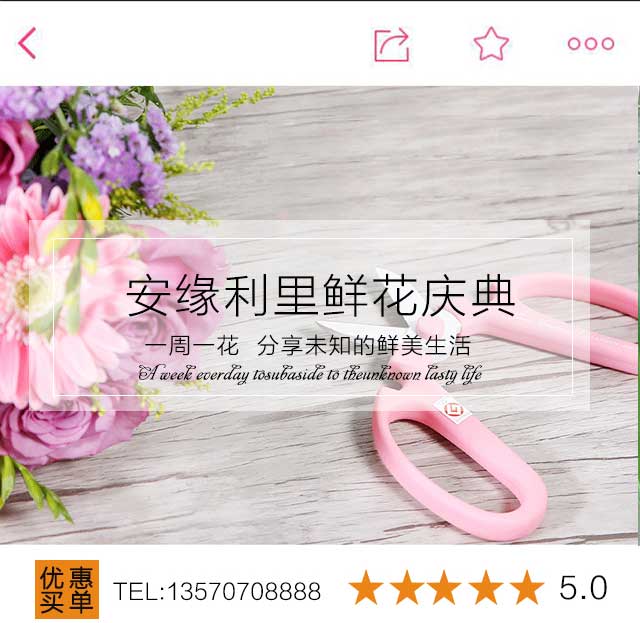 安缘利里鲜花庆典
一周一花 分享未知的鲜美生活
A week everday tosubaside to theunknown tasty life
优惠
买单
TEL:13570708888
5.0